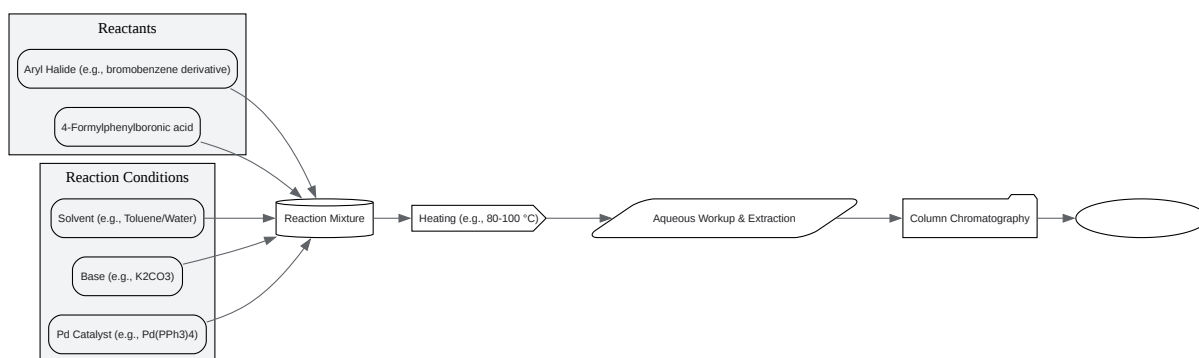 Reactants
Aryl Halide (e.g., bromobenzene derivative)
4-Formylphenylboronic acid
Reaction Conditions
Solvent (e.g., Toluene/Water)
Base (e.g., K2CO3)
Pd Catalyst (e.g., Pd(PPh3)4)
Reaction Mixture
Heating (e.g., 80-100 °C)
Aqueous Workup & Extraction
Column Chromatography